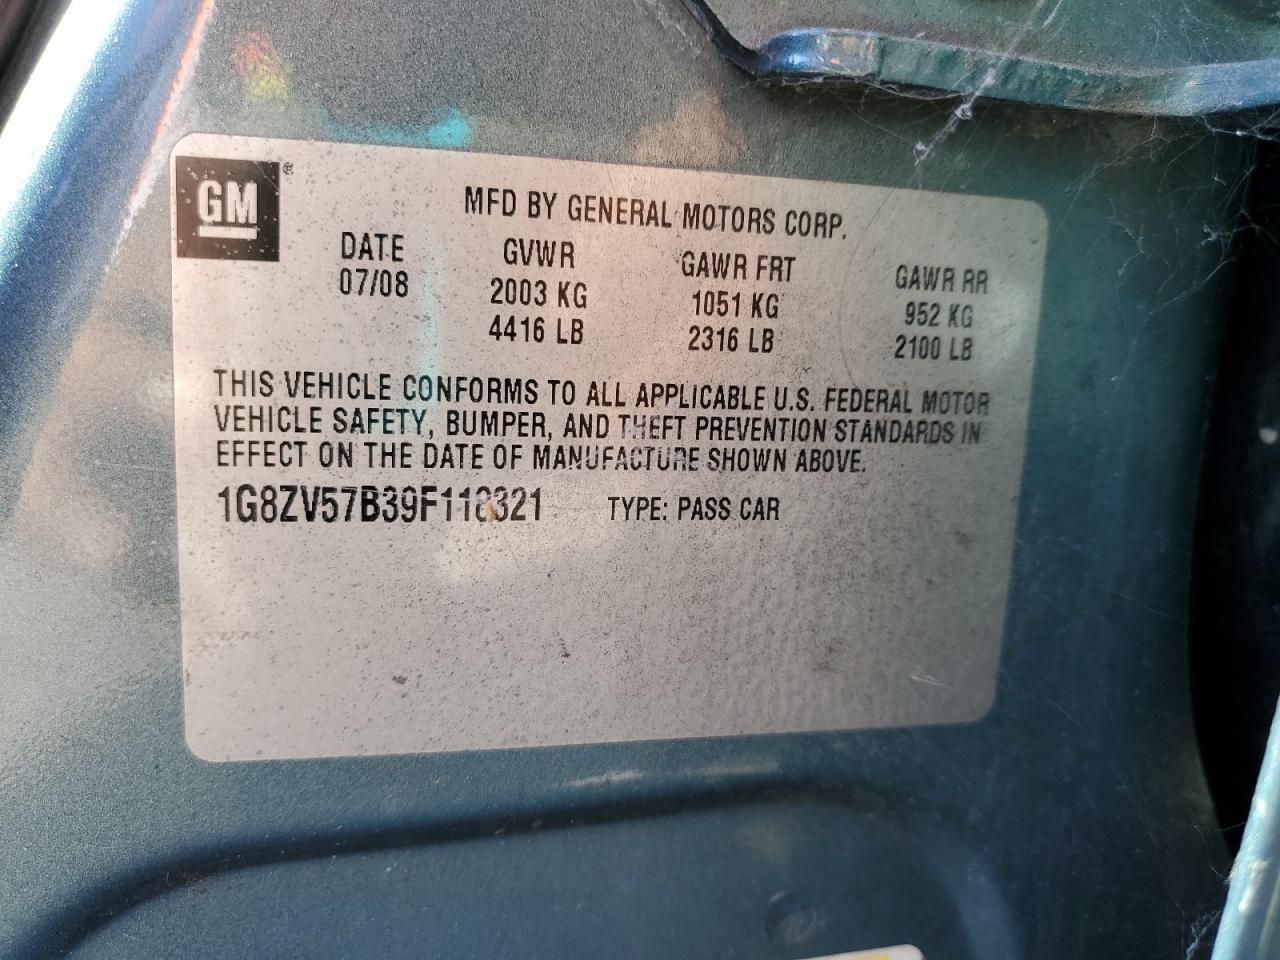 GM®
MFD BY GENERAL MOTORS CORP.
DATE GVWR GAWR FRT GAWR RR
07/08 2003 KG 1051 KG 952 KG
4416 LB 2316 LB 2100 LB
THIS VEHICLE CONFORMS TO ALL APPLICABLE U.S. FEDERAL MOTOR
VEHICLE SAFETY, BUMPER, AND THEFT PREVENTION STANDARDS IN
EFFECT ON THE DATE OF MANUFACTURE SHOWN ABOVE.
1G8ZV57B39F118321 TYPE: PASS CAR